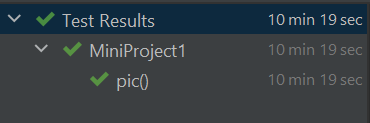 Test Results 10 min 19 sec
MiniProject1 10 min 19 sec
pic() 10 min 19 sec